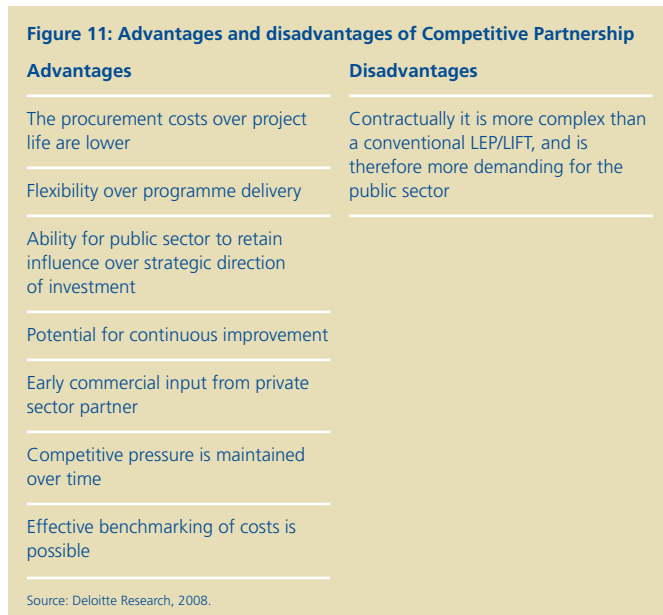 Figure 11: Advantages and disadvantages of Competitive Partnership
Advantages
The procurement costs over project
life are lower
Flexibility over programme delivery
Ability for public sector to retain
influence over strategic direction
of investment
Potential for continuous improvement
Early commercial input from private
sector partner
Competitive pressure is maintained
over time
Effective benchmarking of costs is
possible
Disadvantages
Contractually it is more complex than
a conventional LEP/LIFT, and is
therefore more demanding for the
public sector
Source: Deloitte Research, 2008.